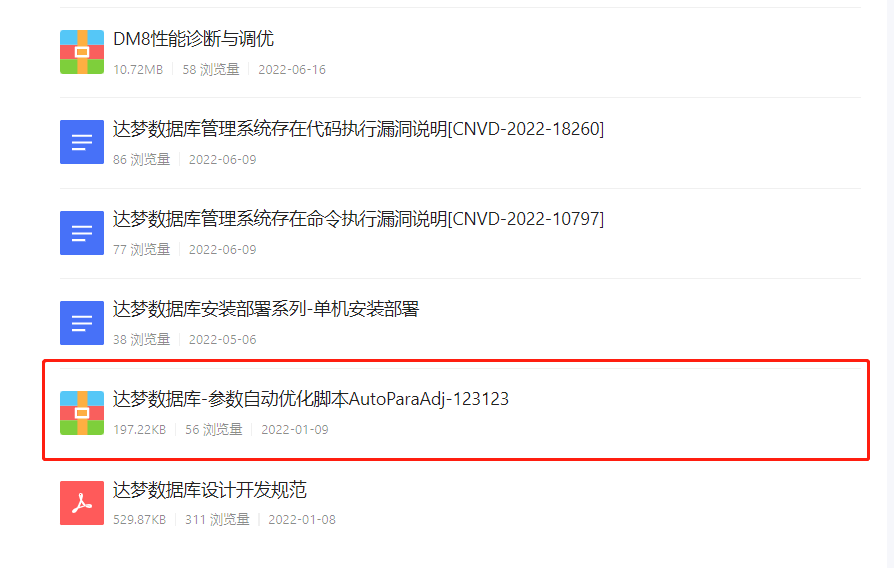 DM8性能诊断与调优
10.72MB 58 浏览量 2022-06-16
达梦数据库管理系统存在代码执行漏洞说明[CNVD-2022-18260]
86 浏览量 2022-06-09
达梦数据库管理系统存在命令执行漏洞说明[CNVD-2022-10797]
77 浏览量 2022-06-09
达梦数据库安装部署系列-单机安装部署
38 浏览量 2022-05-06
达梦数据库-参数自动优化脚本AutoParaAdj-123123
197.22KB 56 浏览量 2022-01-09
达梦数据库设计开发规范
529.87KB 311 浏览量 2022-01-08